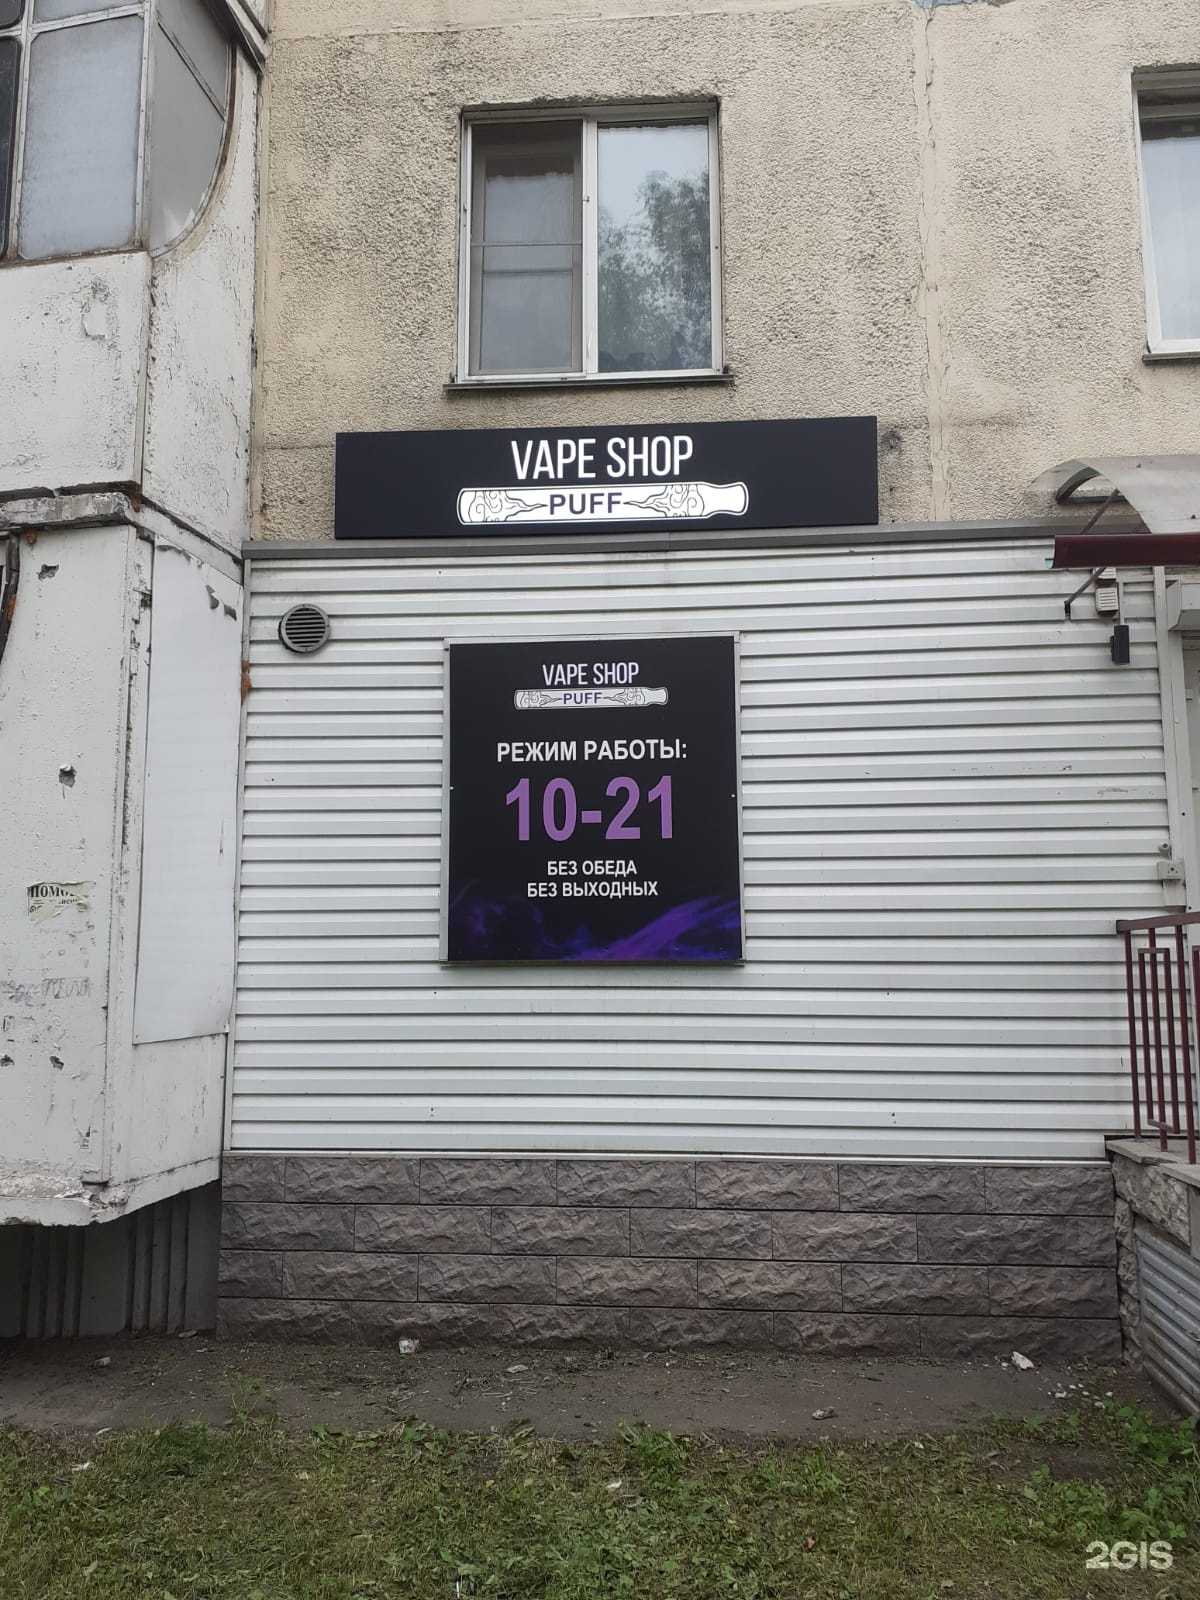 VAPE SHOP
PUFF
VAPE SHOP
PUFF
РЕЖИМ РАБОТЫ:
10-21
БЕЗ ОБЕДА
БЕЗ ВЫХОДНЫХ
2GIS